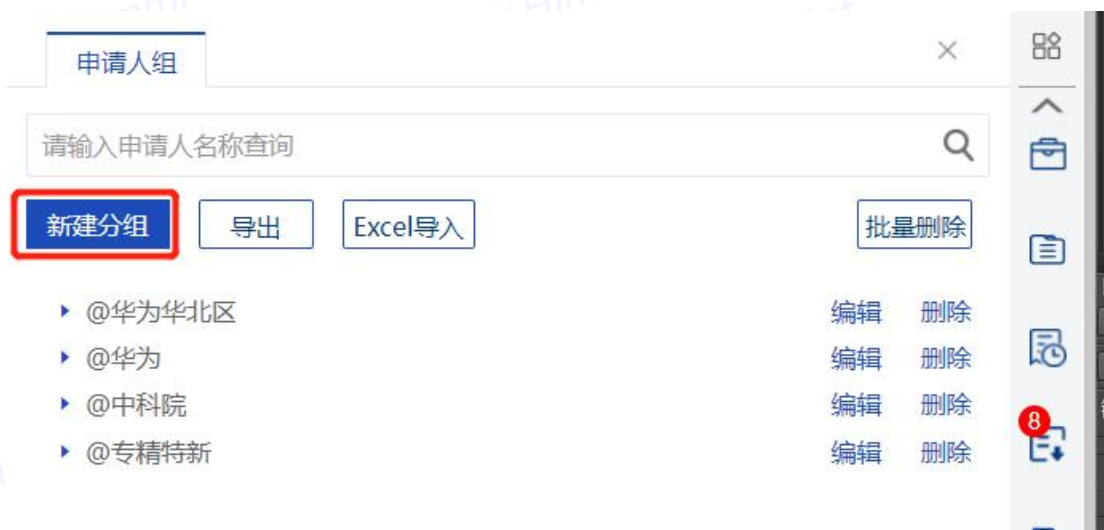 申请人组
请输入申请人名称查询
新建分组 导出 Excel导入 批量删除
@华为华北区 编辑 删除
@华为 编辑 删除
@中科院 编辑 删除
8
@专精特新 编辑 删除